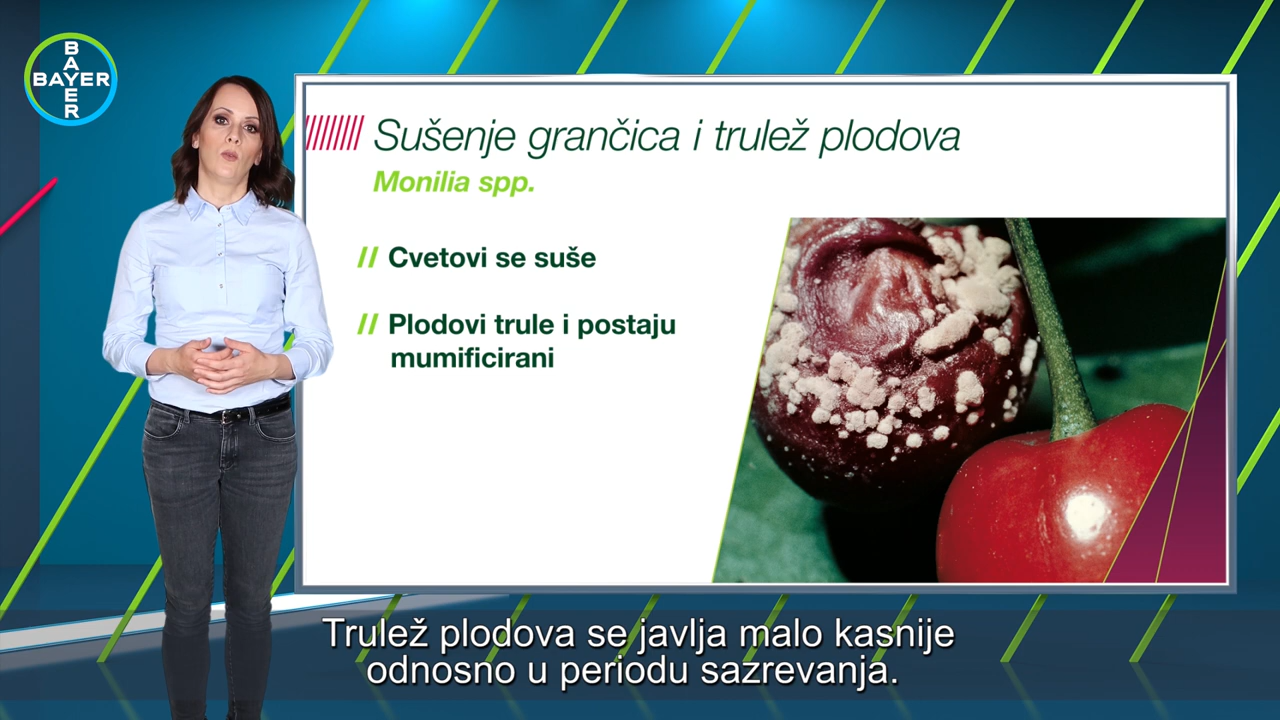 BAYER
BAYER
Sušenje grančica i trulež plodova
Monilia spp.
// Cvetovi se suše
// Plodovi trule i postaju
mumificirani
Trulež plodova se javlja malo kasnije
odnosno u periodu sazrevanja.